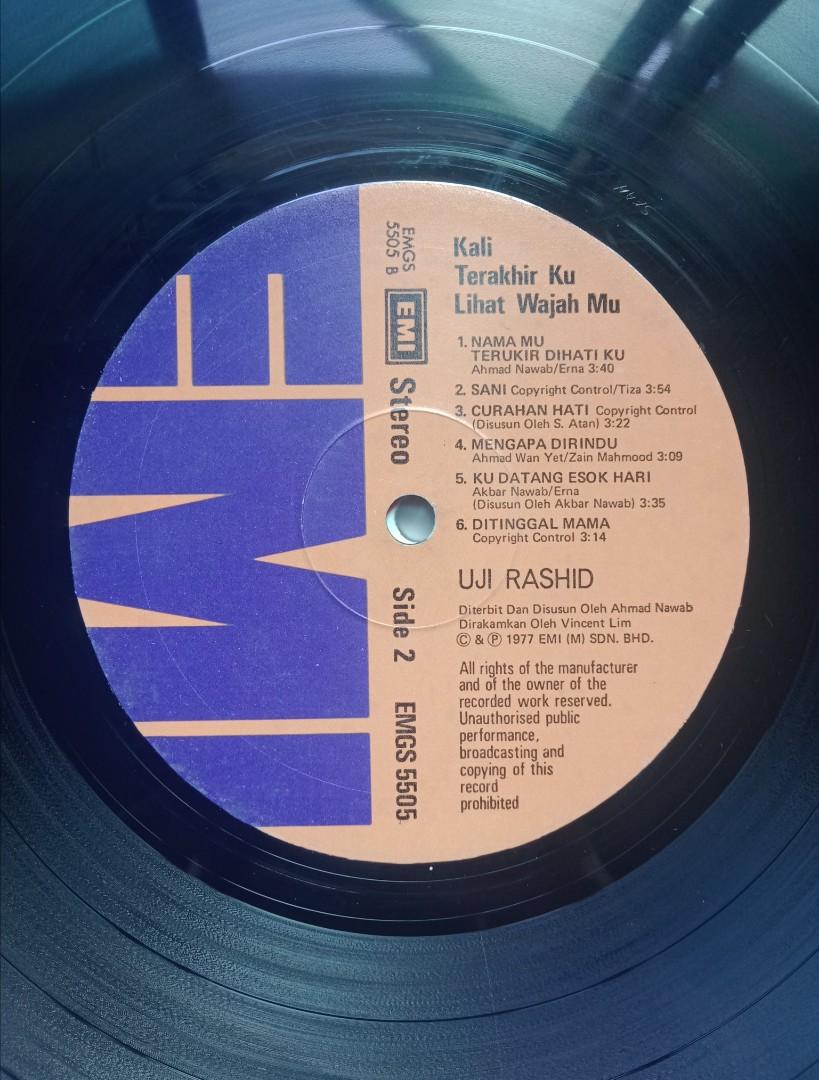 EMI
EMGS
5505 B
EMI
Stereo
Side 2
EMGS 5505
Kali
Terakhir Ku
Lihat Wajah Mu
1. NAMA MU
TERUKIR DIHATI KU
Ahmad Nawab/Erna 3:40
2. SANI Copyright Control/Tiza 3:54
3. CURAHAN HATI Copyright Control
(Disusun Oleh S. Atan) 3:22
4. MENGAPA DIRINDU
Ahmad Wan Yet/Zain Mahmood 3:09
5. KU DATANG ESOK HARI
Akbar Nawab/Erna
(Disusun Oleh Akbar Nawab) 3:35
6. DITINGGAL MAMA
Copyright Control 3:14
UJI RASHID
Diterbit Dan Disusun Oleh Ahmad Nawab
Dirakamkan Oleh Vincent Lim
© & ℗ 1977 EMI (M) SDN. BHD.
All rights of the manufacturer
and of the owner of the
recorded work reserved.
Unauthorised public
performance,
broadcasting and
copying of this
record
prohibited